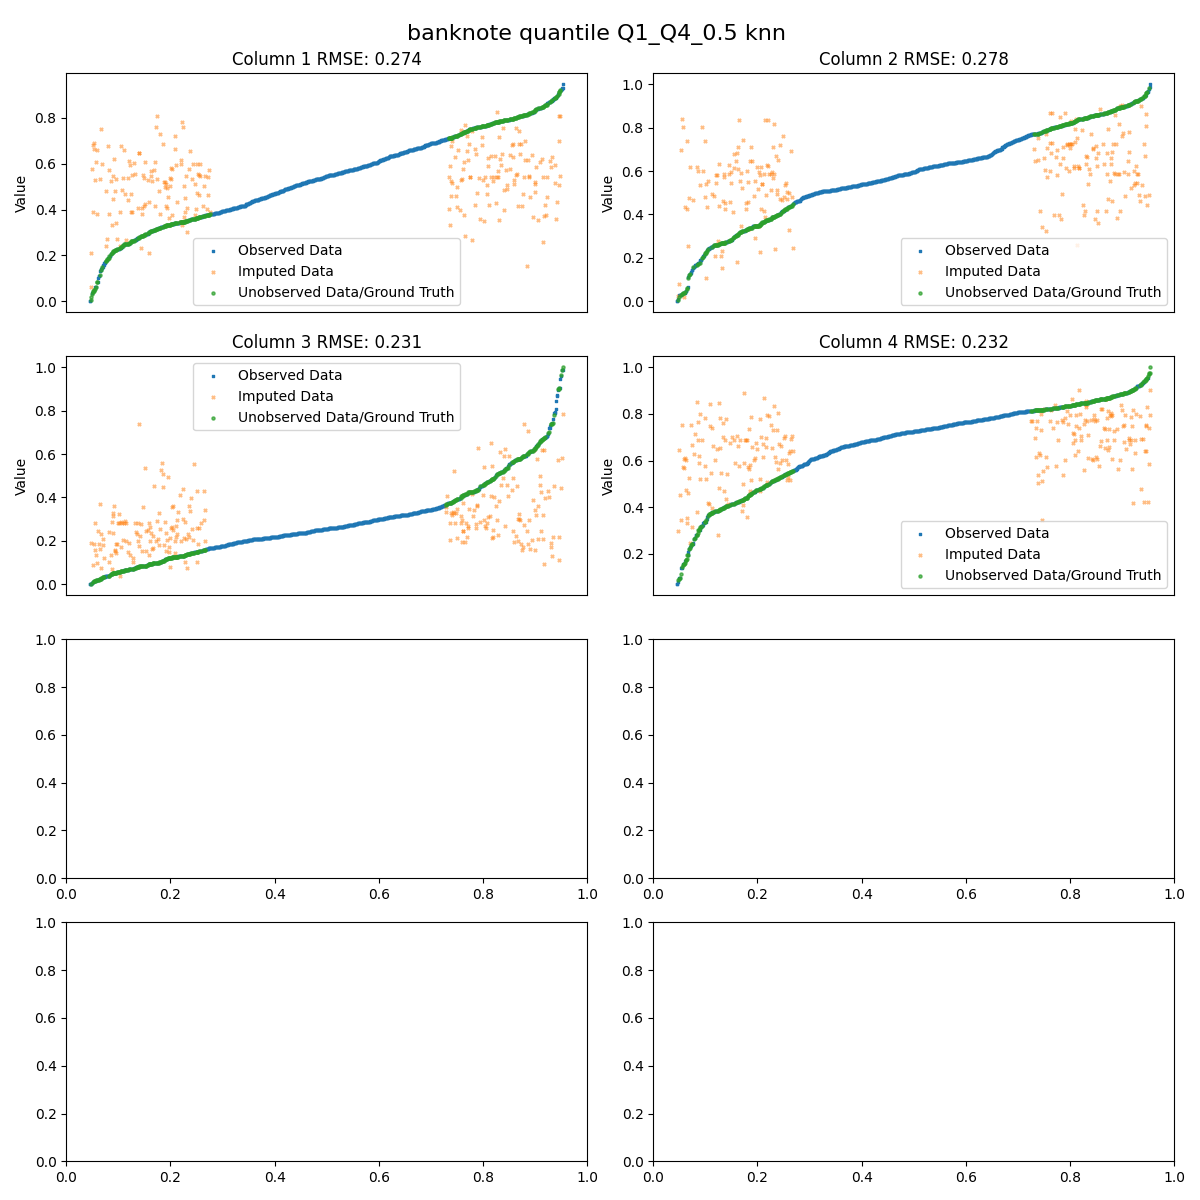 banknote quantile Q1_Q4_0.5 knn
Column 1 RMSE: 0.274
Value
0.8
0.6
0.4
0.2
0.0
Observed Data
Imputed Data
Unobserved Data/Ground Truth
Column 2 RMSE: 0.278
Value
1.0
0.8
0.6
0.4
0.2
0.0
Observed Data
Imputed Data
Unobserved Data/Ground Truth
Column 3 RMSE: 0.231
Value
1.0
0.8
0.6
0.4
0.2
0.0
Observed Data
Imputed Data
Unobserved Data/Ground Truth
Column 4 RMSE: 0.232
Value
1.0
0.8
0.6
0.4
0.2
Observed Data
Imputed Data
Unobserved Data/Ground Truth
1.0
0.8
0.6
0.4
0.2
0.0
0.0 0.2 0.4 0.6 0.8 1.0
1.0
0.8
0.6
0.4
0.2
0.0
0.0 0.2 0.4 0.6 0.8 1.0
1.0
0.8
0.6
0.4
0.2
0.0
0.0 0.2 0.4 0.6 0.8 1.0
1.0
0.8
0.6
0.4
0.2
0.0
0.0 0.2 0.4 0.6 0.8 1.0